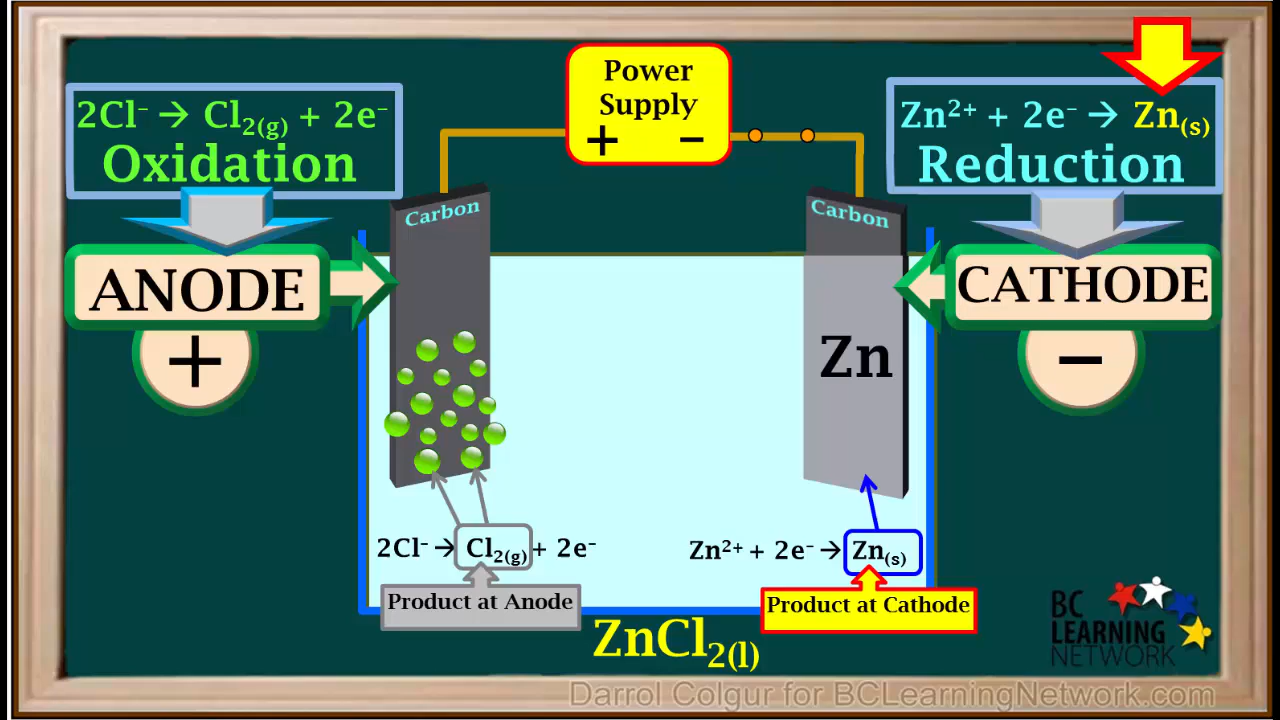 Power
Supply
+ −
2Cl⁻ → Cl₂₍g₎ + 2e⁻
Oxidation
Zn²⁺ + 2e⁻ → Zn₍s₎
Reduction
Carbon
Carbon
ANODE
+
CATHODE
−
Zn
2Cl⁻ → Cl₂₍g₎ + 2e⁻
Zn²⁺ + 2e⁻ → Zn₍s₎
Product at Anode
Product at Cathode
ZnCl₂₍l₎
BC
LEARNING
NETWORK
Darrol Colgur for BCLearningNetwork.com